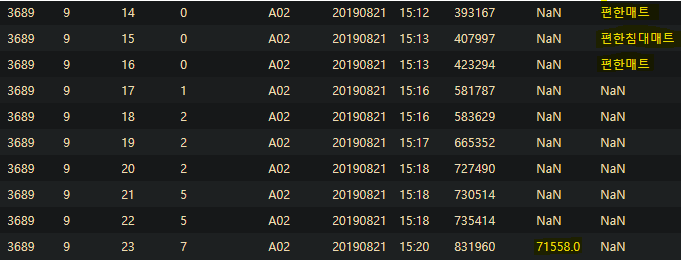 3689 9 14 0 A02 20190821 15:12 393167 NaN 편한매트
3689 9 15 0 A02 20190821 15:13 407997 NaN 편한침대매트
3689 9 16 0 A02 20190821 15:13 423294 NaN 편한매트
3689 9 17 1 A02 20190821 15:16 581787 NaN NaN
3689 9 18 2 A02 20190821 15:16 583629 NaN NaN
3689 9 19 2 A02 20190821 15:17 665352 NaN NaN
3689 9 20 2 A02 20190821 15:18 727490 NaN NaN
3689 9 21 5 A02 20190821 15:18 730514 NaN NaN
3689 9 22 5 A02 20190821 15:18 735414 NaN NaN
3689 9 23 7 A02 20190821 15:20 831960 71558.0 NaN